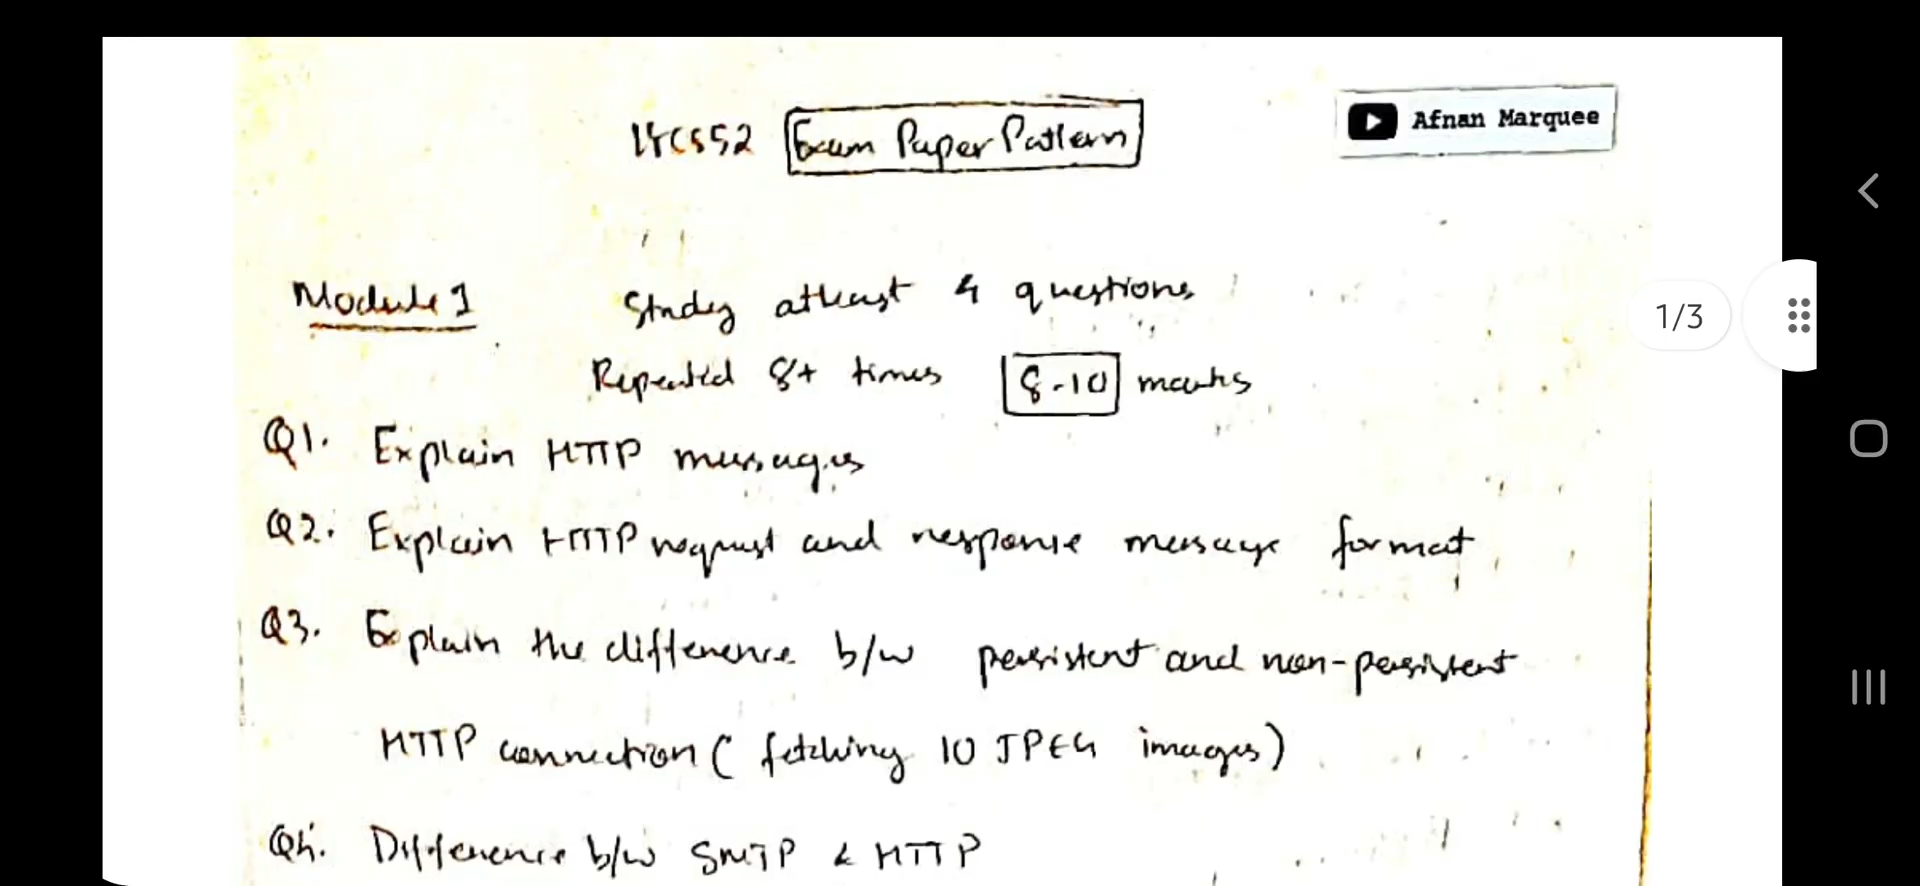 Exam Paper Pattern
Afnan Marquee
Module 1 Study atleast 4 questions
Repeated 8+ times 8-10 marks
1/3
Q1. Explain HTTP messages
Q2. Explain HTTP request and response message format
Q3. Explain the difference b/w persistent and non-persistent
HTTP connection ( fetching 10 JPEG images)
Q4. Difference b/w SMTP & HTTP